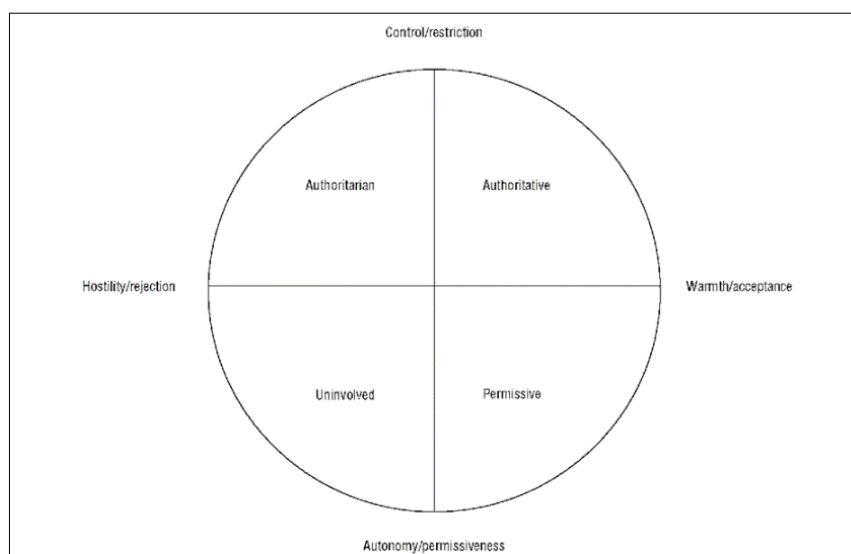 Control/restriction
Authoritarian
Authoritative
Hostility/rejection
Warmth/acceptance
Uninvolved
Permissive
Autonomy/permissiveness